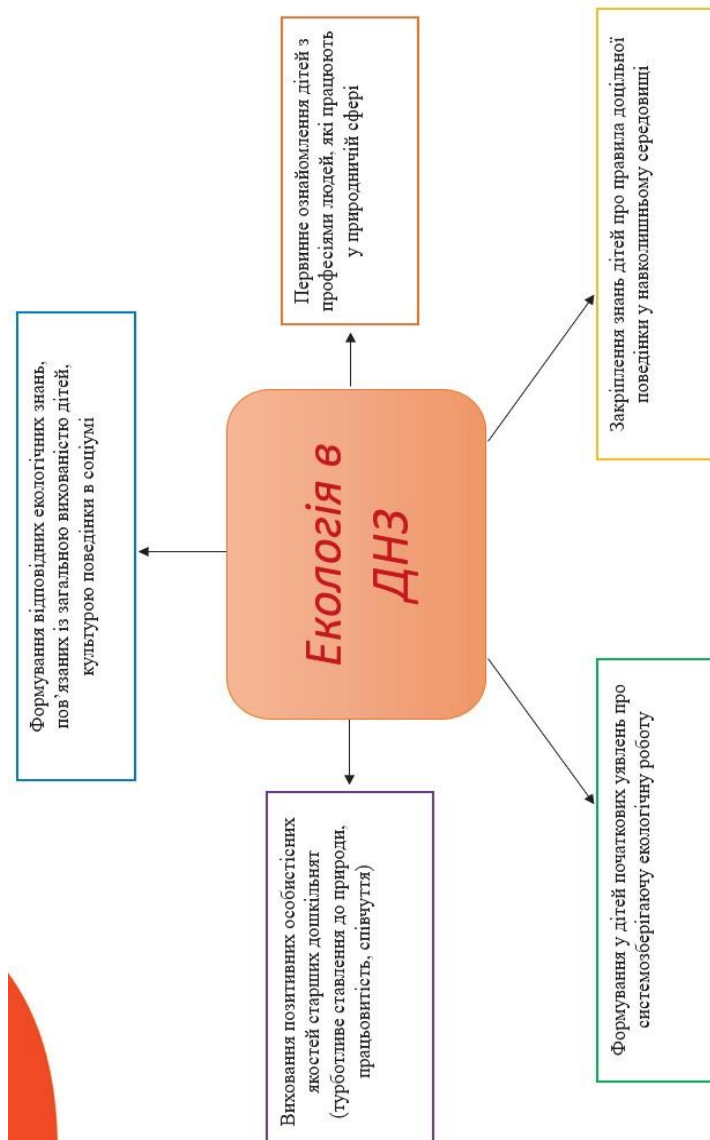 Формування відповідних екологічних знань,
пов’язаних із загальною вихованістю дітей,
культурою поведінки в соціумі
Виховання позитивних особистісних
якостей старших дошкільнят
(турботливе ставлення до природи,
працьовитість, співчуття)
Екологія в
ДНЗ
Первинне ознайомлення дітей з
професіями людей, які працюють
у природничій сфері
Формування у дітей початкових уявлень про
системозберігаючу екологічну роботу
Закріплення знань дітей про правила доцільної
поведінки у навколишньому середовищі